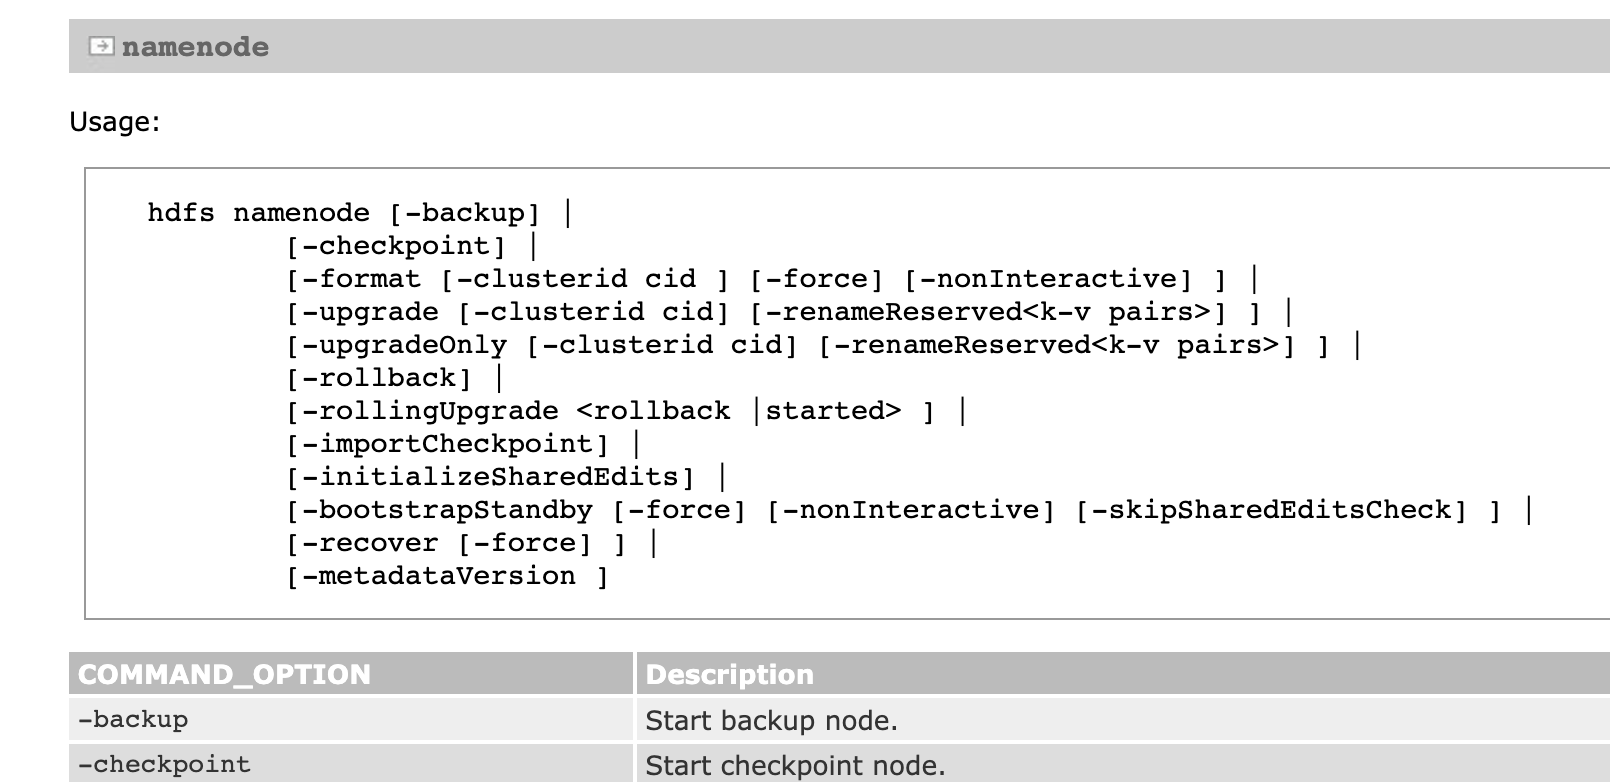 namenode
Usage:
hdfs namenode [-backup] |
[-checkpoint] |
[-format [-clusterid cid ] [-force] [-nonInteractive] ] |
[-upgrade [-clusterid cid] [-renameReserved<k-v pairs>] ] |
[-upgradeOnly [-clusterid cid] [-renameReserved<k-v pairs>] ] |
[-rollback] |
[-rollingUpgrade <rollback |started> ] |
[-importCheckpoint] |
[-initializeSharedEdits] |
[-bootstrapStandby [-force] [-nonInteractive] [-skipSharedEditsCheck] ] |
[-recover [-force] ] |
[-metadataVersion ]
COMMAND_OPTION Description
-backup Start backup node.
-checkpoint Start checkpoint node.